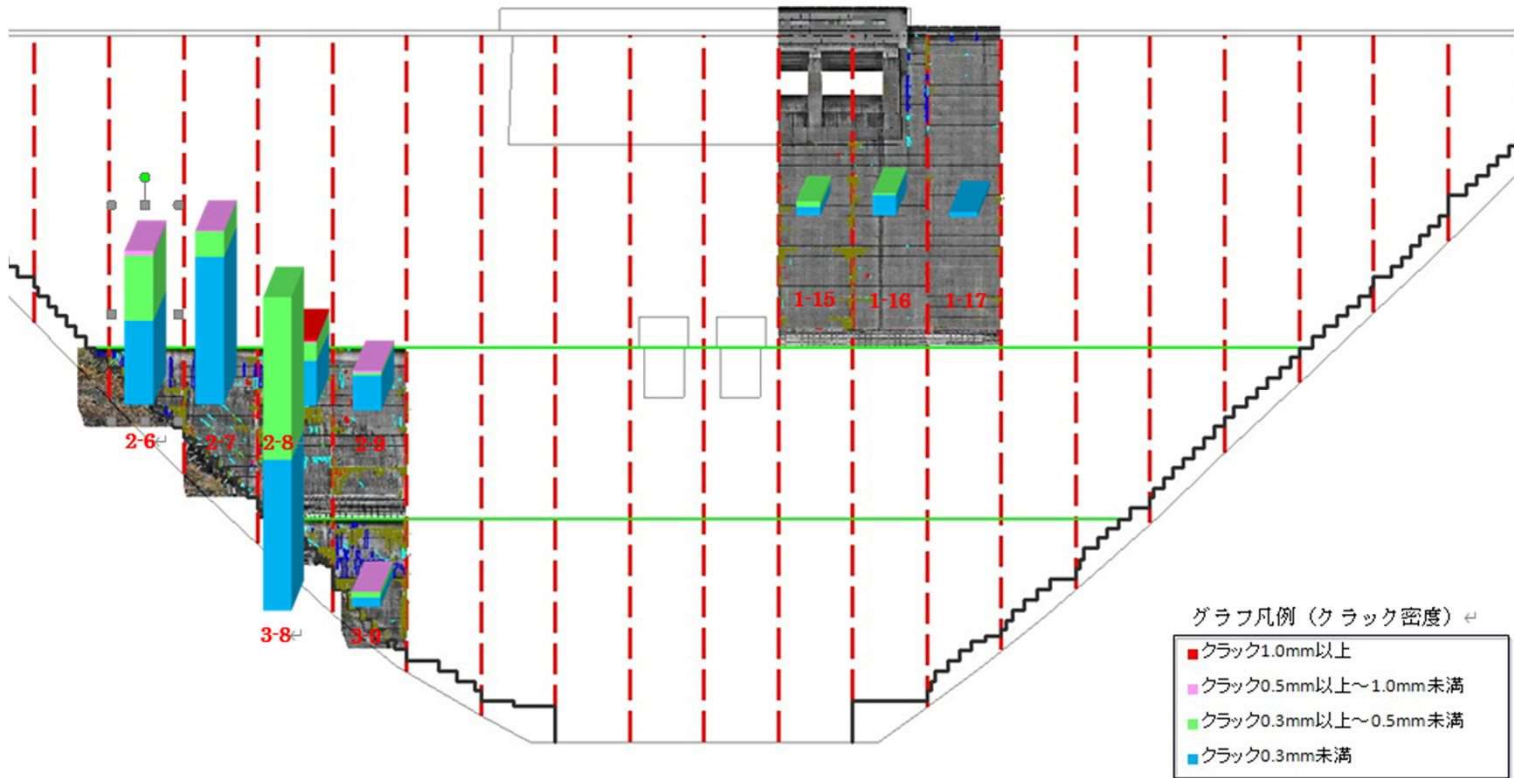 1-15
1-16
1-17
2-6↵
2-7
2-8
2-9
3-8↵
3-9
グラフ凡例（クラック密度）↵
クラック1.0mm以上
クラック0.5mm以上～1.0mm未満
クラック0.3mm以上～0.5mm未満
クラック0.3mm未満